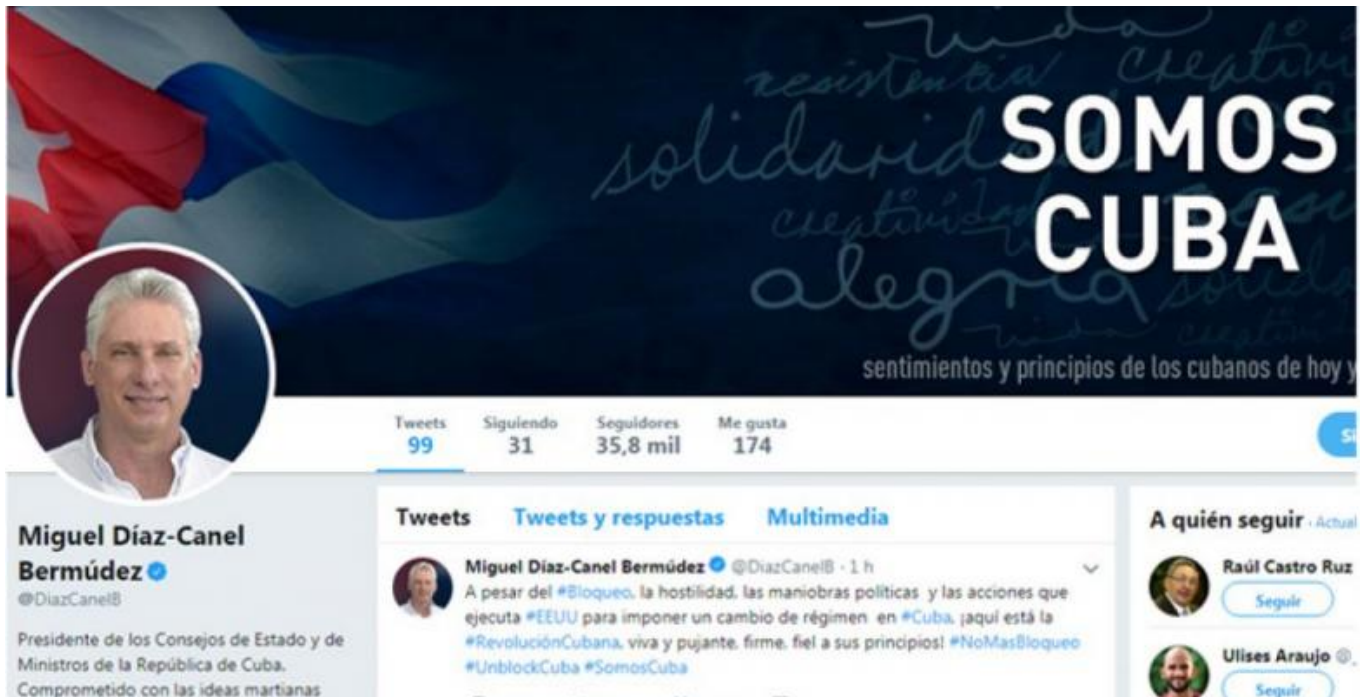 vida
resistencia
solidaridad
creatividad
alegría
SOMOS
CUBA
sentimientos y principios de los cubanos de hoy y
Tweets Siguiendo Seguidores Me gusta
99 31 35,8 mil 174
Miguel Díaz-Canel
Bermúdez
@DiazCanelB
Presidente de los Consejos de Estado y de
Ministros de la República de Cuba.
Comprometido con las ideas martianas
Tweets Tweets y respuestas Multimedia
Miguel Díaz-Canel Bermúdez @DiazCanelB · 1 h
A pesar del #Bloqueo, la hostilidad, las maniobras políticas y las acciones que
ejecuta #EEUU para imponer un cambio de régimen en #Cuba, ¡aquí está la
#RevoluciónCubana, viva y pujante, firme, fiel a sus principios! #NoMasBloqueo
#UnblockCuba #SomosCuba
A quién seguir · Actual
Raúl Castro Ruz
Seguir
Ulises Araujo @
Seguir